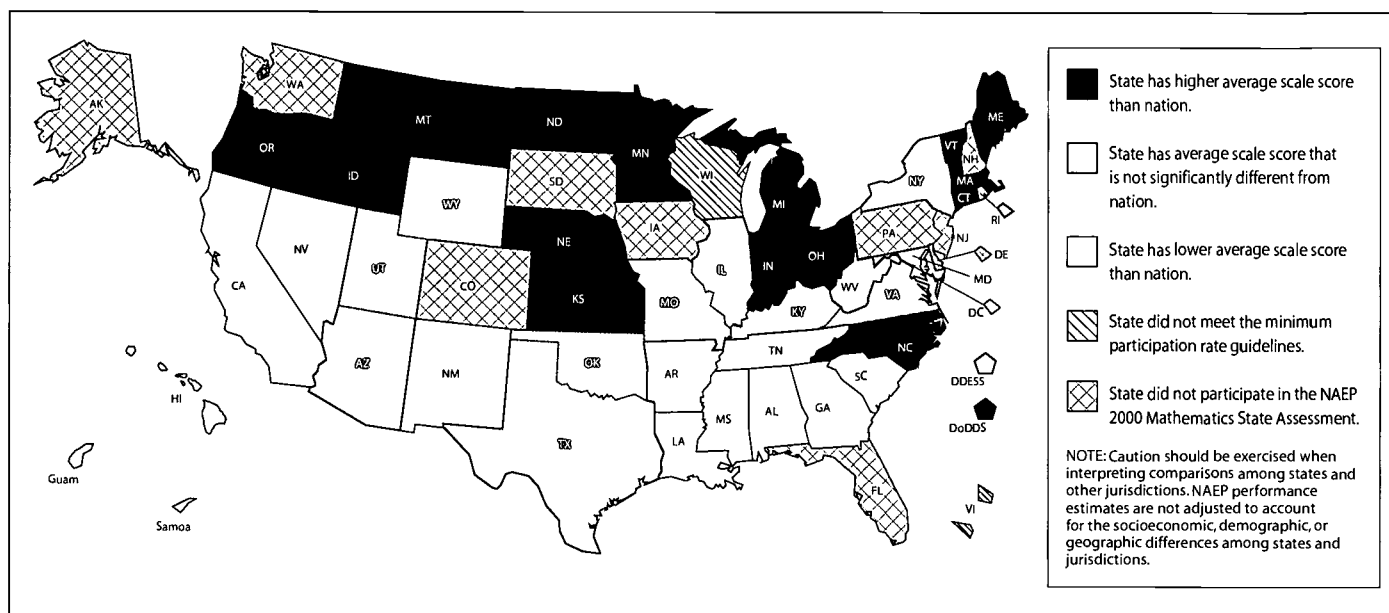 AK
WA
MT
ND
ME
OR
MN
VT
NH
ID
SD
WI
NY
MA
WY
MI
CT
RI
IA
PA
NE
NJ
NV
OH
DE
UT
IL
IN
CA
CO
WV
MD
KS
MO
VA
KY
DC
NC
TN
AZ
OK
NM
AR
SC
DDESS
HI
MS
AL
GA
DoDDS
TX
LA
Guam
FL
VI
Samoa
State has higher average scale score
than nation.
State has average scale score that
is not significantly different from
nation.
State has lower average scale score
than nation.
State did not meet the minimum
participation rate guidelines.
State did not participate in the NAEP
2000 Mathematics State Assessment.
NOTE: Caution should be exercised when
interpreting comparisons among states and
other jurisdictions. NAEP performance
estimates are not adjusted to account
for the socioeconomic, demographic, or
geographic differences among states and
jurisdictions.